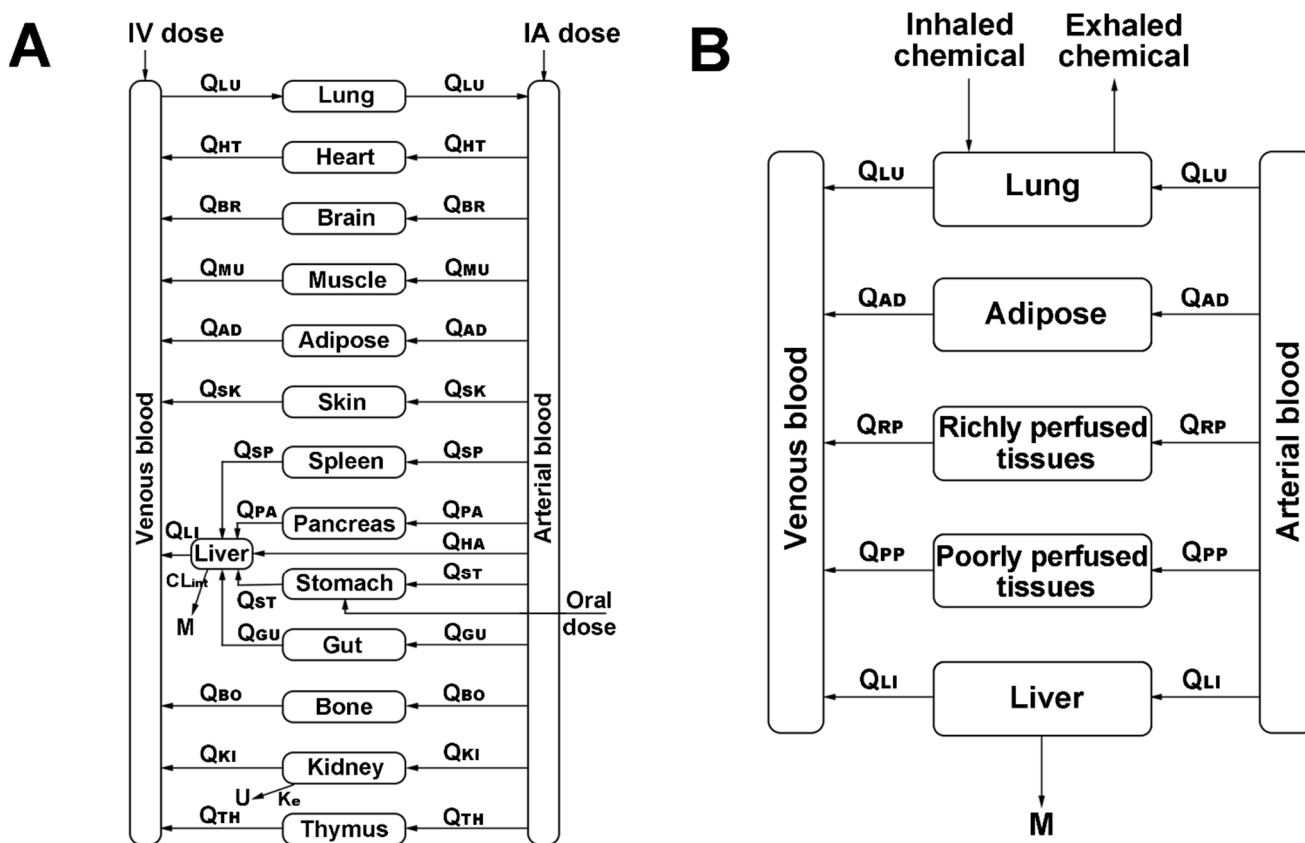 A
IV dose
IA dose
QLU
Lung
QLU
QHT
Heart
QHT
QBR
Brain
QBR
QMU
Muscle
QMU
QAD
Adipose
QAD
QSK
Skin
QSK
QSP
Spleen
QSP
QPA
Pancreas
QPA
QLI
Liver
QHA
CLint
M
QST
Stomach
QST
Oral
dose
QGU
Gut
QGU
QBO
Bone
QBO
QKI
Kidney
QKI
U
Ke
QTH
Thymus
QTH
Venous blood
Arterial blood
B
Inhaled
chemical
Exhaled
chemical
QLU
Lung
QLU
QAD
Adipose
QAD
QRP
Richly perfused
tissues
QRP
QPP
Poorly perfused
tissues
QPP
QLI
Liver
QLI
M
Venous blood
Arterial blood